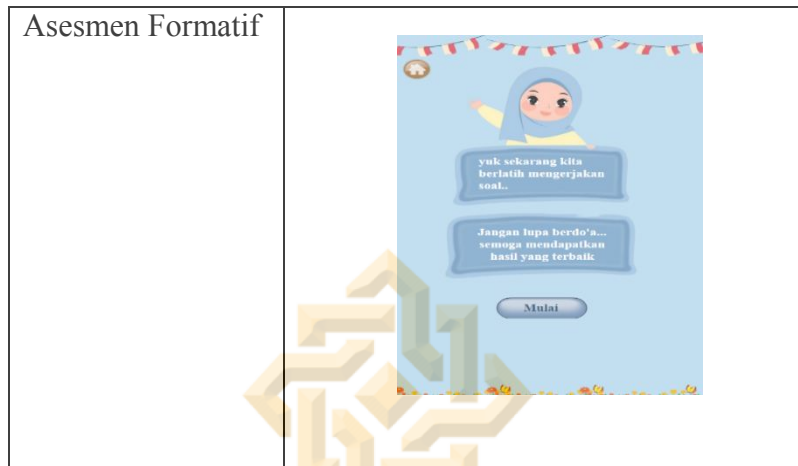 Asesmen Formatif
yuk sekarang kita
berlatih mengerjakan
soal..
Jangan lupa berdo'a...
semoga mendapatkan
hasil yang terbaik
Mulai